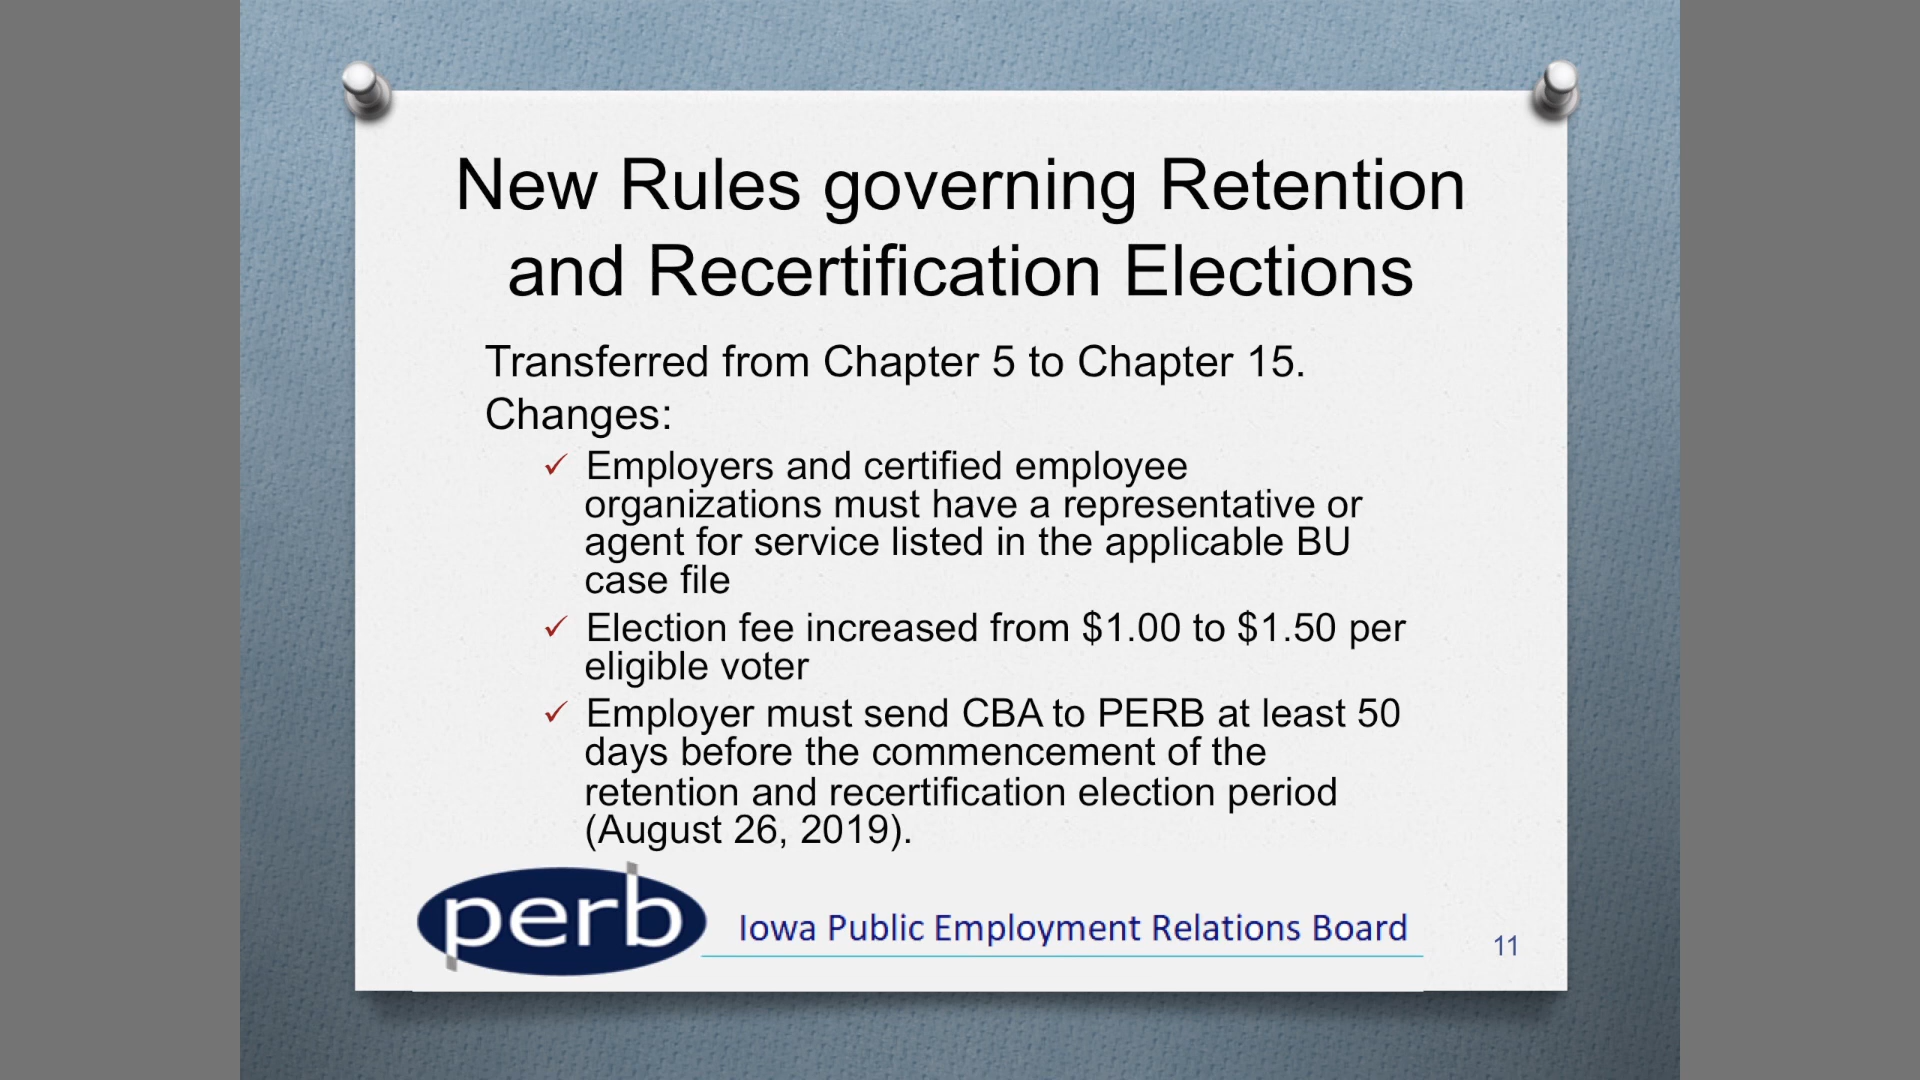 New Rules governing Retention
and Recertification Elections
Transferred from Chapter 5 to Chapter 15.
Changes:
✓ Employers and certified employee
organizations must have a representative or
agent for service listed in the applicable BU
case file
✓ Election fee increased from $1.00 to $1.50 per
eligible voter
✓ Employer must send CBA to PERB at least 50
days before the commencement of the
retention and recertification election period
(August 26, 2019).
perb
Iowa Public Employment Relations Board
11